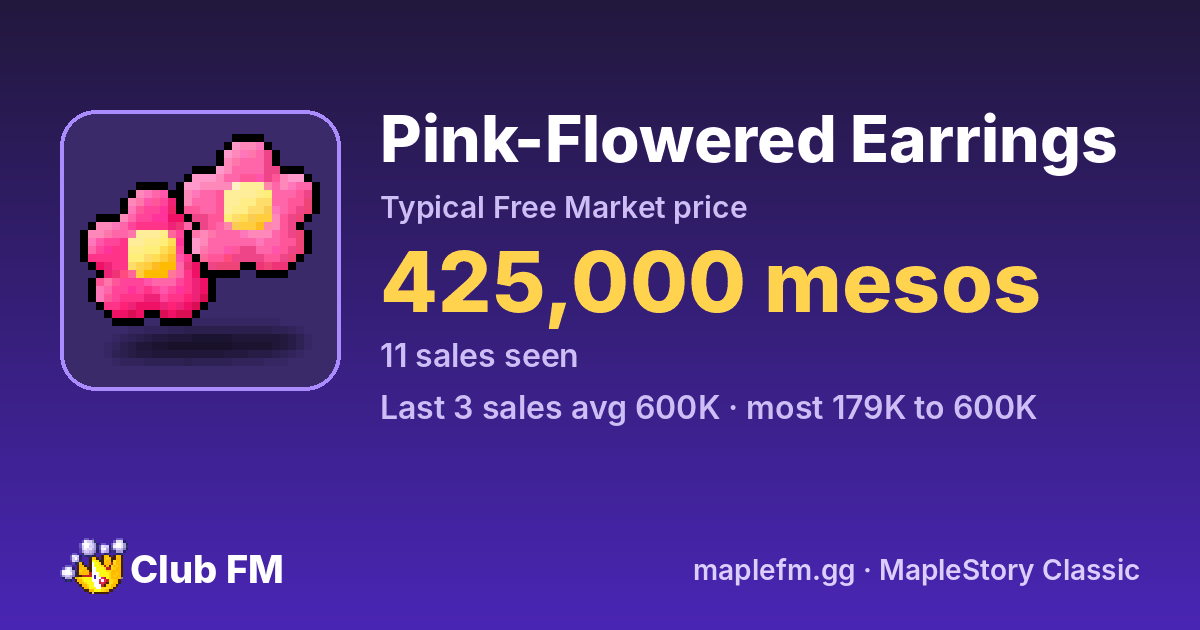 Pink-Flowered Earrings
Typical Free Market price
425,000 mesos
11 sales seen
Last 3 sales avg 600K · most 179K to 600K
Club FM
maplefm.gg · MapleStory Classic